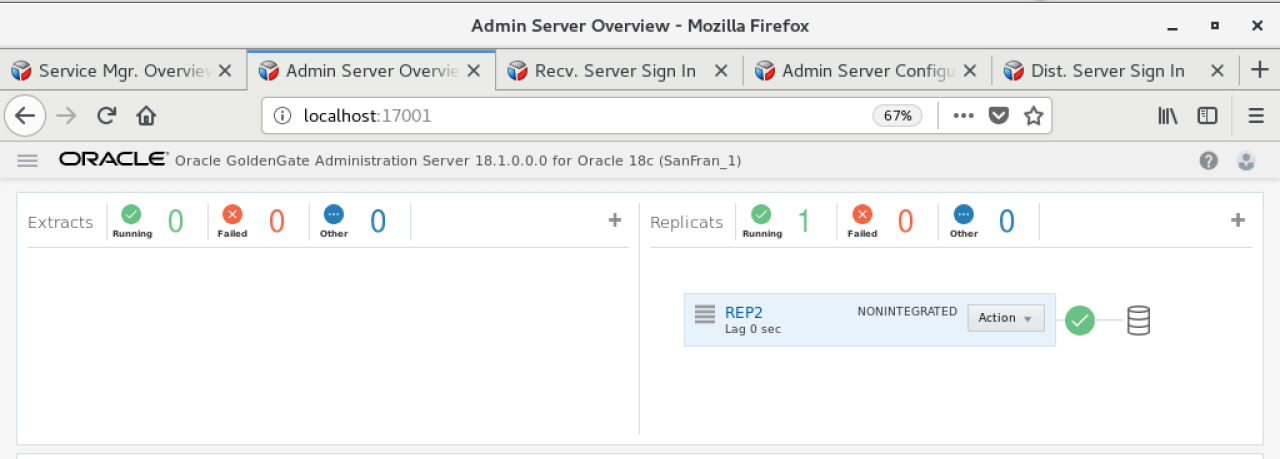 Admin Server Overview - Mozilla Firefox
Service Mgr. Overvie
Admin Server Overvie
Recv. Server Sign In
Admin Server Configu
Dist. Server Sign In
localhost:17001
67%
ORACLE Oracle GoldenGate Administration Server 18.1.0.0.0 for Oracle 18c (SanFran_1)
Extracts
Running
0
Failed
0
Other
0
Replicats
Running
1
Failed
0
Other
0
REP2
Lag 0 sec
NONINTEGRATED
Action